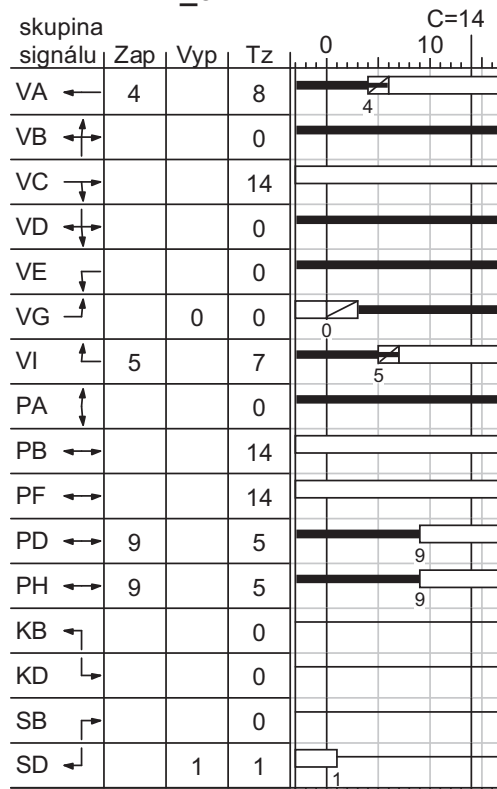 skupina C=14
signálu Zap Vyp Tz 0 10
VA 4 8 4
VB 0
VC 14
VD 0
VE 0
VG 0 0 0
VI 5 7 5
PA 0
PB 14
PF 14
PD 9 5 9
PH 9 5 9
KB 0
KD 0
SB 0
SD 1 1 1